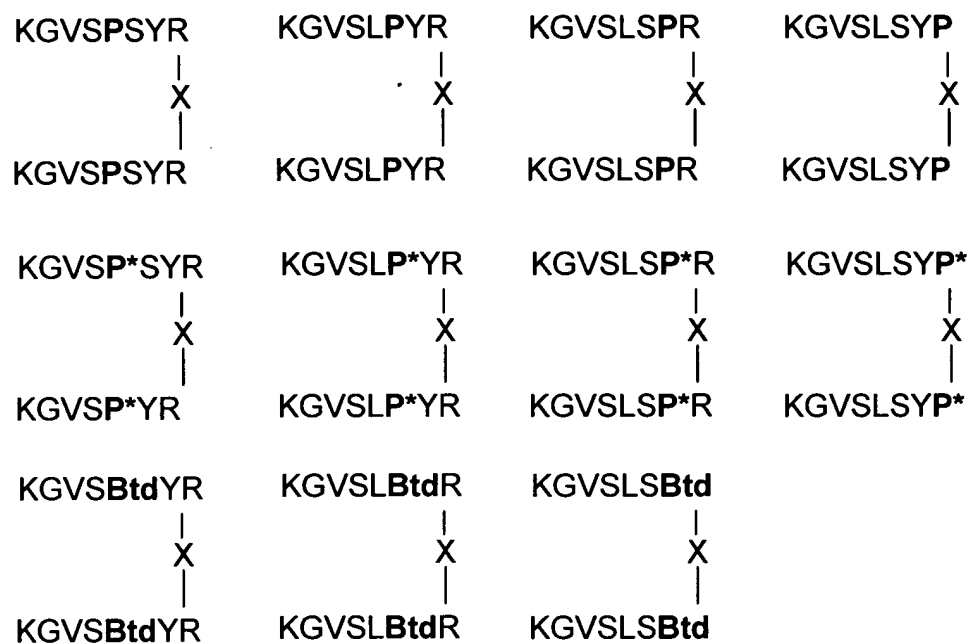 KGVSPSYR KGVSLPYR KGVSLSPR KGVSLSYP
X X X X
KGVSPSYR KGVSLPYR KGVSLSPR KGVSLSYP
KGVSP*SYR KGVSLP*YR KGVSLSP*R KGVSLSYP*
X X X X
KGVSP*YR KGVSLP*YR KGVSLSP*R KGVSLSYP*
KGVSBtdYR KGVSLBtdR KGVSLSBtd
X X X
KGVSBtdYR KGVSLBtdR KGVSLSBtd